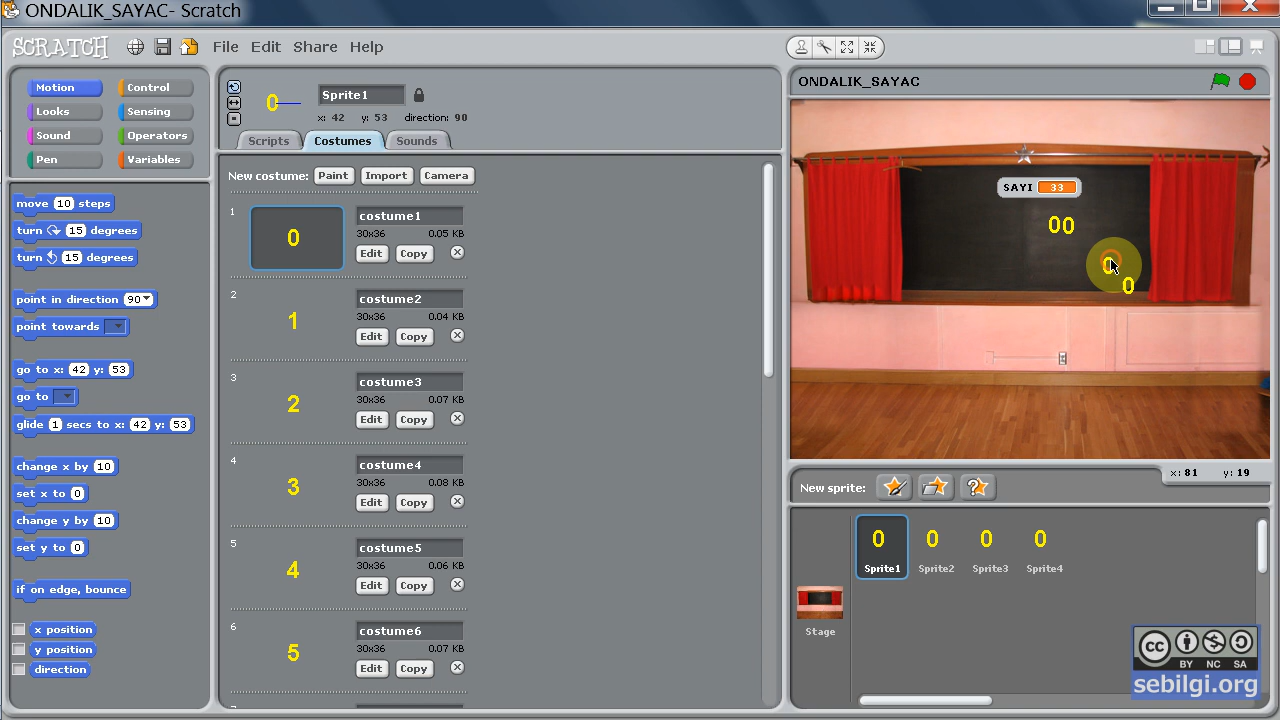 ONDALIK_SAYAC- Scratch
SCRATCH File Edit Share Help
Motion Control
Looks Sensing
Sound Operators
Pen Variables
move 10 steps
turn 15 degrees
turn 15 degrees
point in direction 90
point towards
go to x: 42 y: 53
go to
glide 1 secs to x: 42 y: 53
change x by 10
set x to 0
change y by 10
set y to 0
if on edge, bounce
x position
y position
direction
0
Sprite1
x: 42 y: 53 direction: 90
Scripts Costumes Sounds
New costume: Paint Import Camera
1
0
costume1
30x36 0.05 KB
Edit Copy
2
1
costume2
30x36 0.04 KB
Edit Copy
3
2
costume3
30x36 0.07 KB
Edit Copy
4
3
costume4
30x36 0.08 KB
Edit Copy
5
4
costume5
30x36 0.06 KB
Edit Copy
6
5
costume6
30x36 0.07 KB
Edit Copy
ONDALIK_SAYAC
SAYI 33
00
0
0
x: 81 y: 19
New sprite:
0 0 0 0
Sprite1 Sprite2 Sprite3 Sprite4
Stage
cc
BY NC SA
sebilgi.org